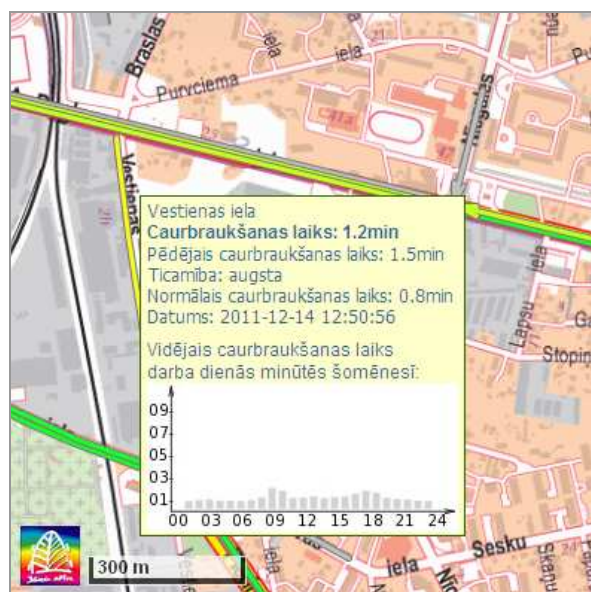 Braslas
iela
Purvciema
Vestienas
Vestienas iela
Caurbraukšanas laiks: 1.2min
Pēdējais caurbraukšanas laiks: 1.5min
Ticamība: augsta
Normālais caurbraukšanas laiks: 0.8min
Datums: 2011-12-14 12:50:56
Vidējais caurbraukšanas laiks
darba dienās minūtēs šomēnesī:
09
07
05
03
01
00 03 06 09 12 15 18 21 24
Lapsu iela
Stopiņ
iela
Sesku
300 m